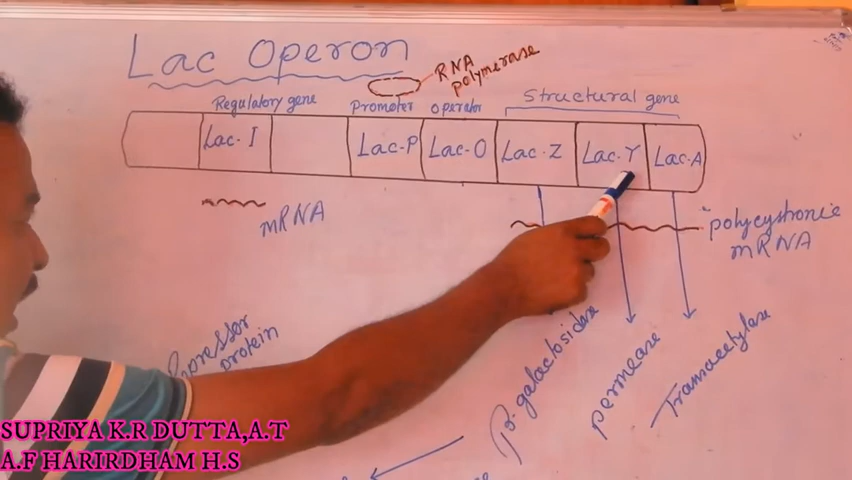 Lac Operon
RNA
polymerase
Regulatory gene
promoter
operator
Structural gene
Lac-I
Lac-P
Lac-O
Lac-Z
Lac-Y
Lac-A
mRNA
polycystronic
mRNA
protein
β-galactosidase
permease
Transacetylase
SUPRIYA K.R DUTTA,A.T
A.F HARIRDHAM H.S